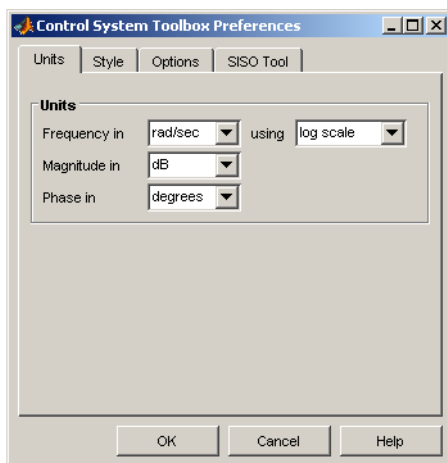 Control System Toolbox Preferences
Units Style Options SISO Tool
Units
Frequency in rad/sec using log scale
Magnitude in dB
Phase in degrees
OK Cancel Help